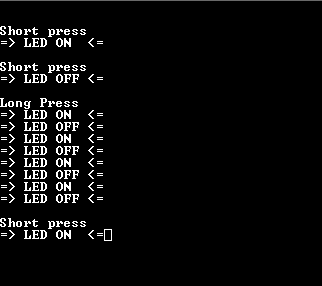 Short press
=> LED ON  <=
Short press
=> LED OFF <=
Long Press
=> LED ON  <=
=> LED OFF <=
=> LED ON  <=
=> LED OFF <=
=> LED ON  <=
=> LED OFF <=
=> LED ON  <=
=> LED OFF <=
Short press
=> LED ON  <=